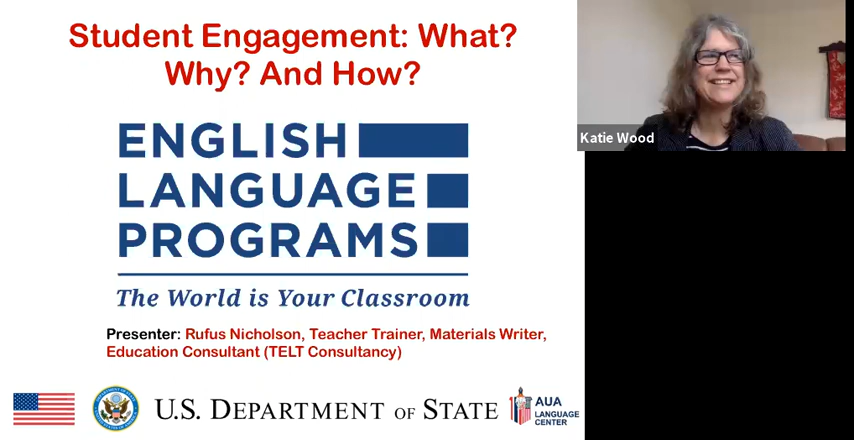 Student Engagement: What?
Why? And How?
ENGLISH
LANGUAGE
PROGRAMS
The World is Your Classroom
Presenter: Rufus Nicholson, Teacher Trainer, Materials Writer,
Education Consultant (TELT Consultancy)
U.S. DEPARTMENT OF STATE
AUA
LANGUAGE
CENTER
Katie Wood